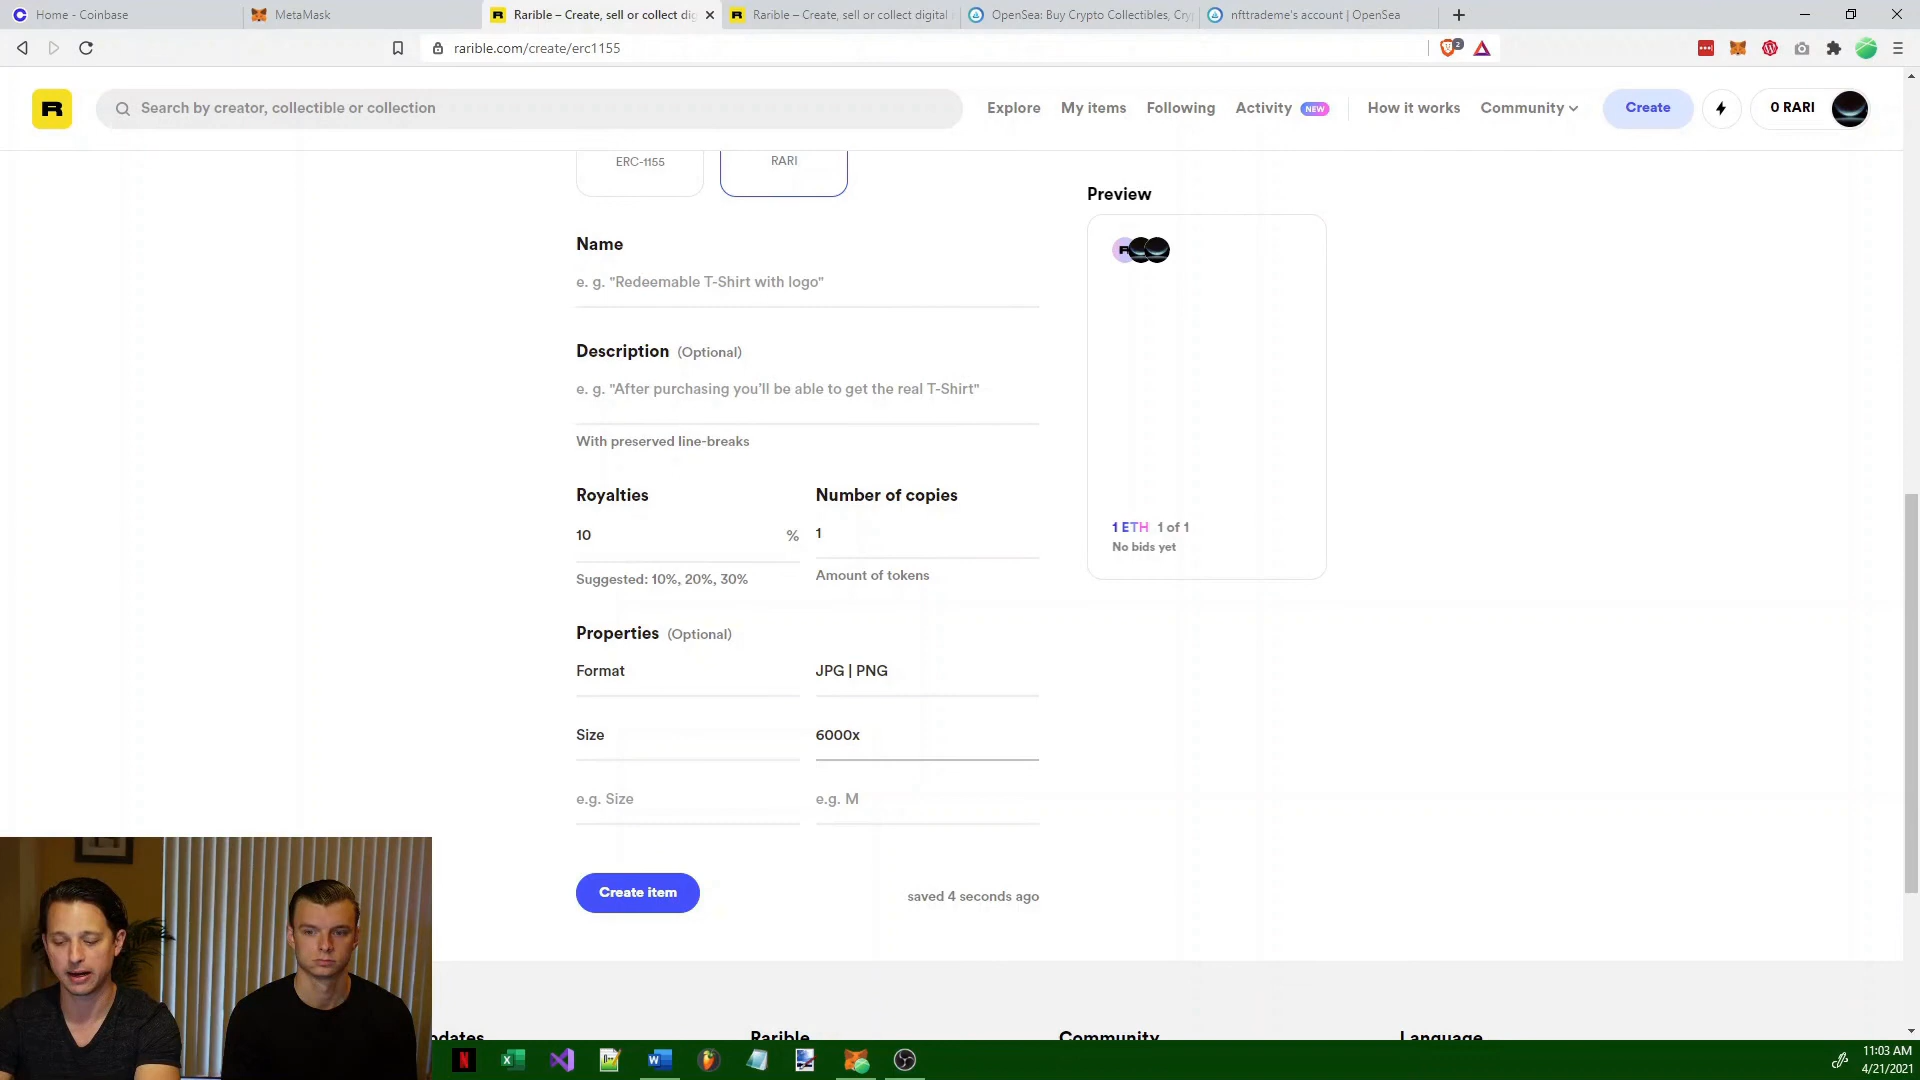 Home - Coinbase
MetaMask
Rarible – Create, sell or collect dig
Rarible – Create, sell or collect digital
OpenSea: Buy Crypto Collectibles, Cry
nfttrademe's account | OpenSea
rarible.com/create/erc1155
2
R
Search by creator, collectible or collection
Explore
My items
Following
Activity NEW
How it works
Community
Create
0 RARI
ERC-1155
RARI
Preview
Name
e. g. "Redeemable T-Shirt with logo"
Description (Optional)
e. g. "After purchasing you'll be able to get the real T-Shirt"
With preserved line-breaks
Royalties
Number of copies
10 %
1
Suggested: 10%, 20%, 30%
Amount of tokens
1 ETH 1 of 1
No bids yet
Properties (Optional)
Format
JPG | PNG
Size
6000x
e.g. Size
e.g. M
Create item
saved 4 seconds ago
Rarible
Community
Language
11:03 AM
4/21/2021